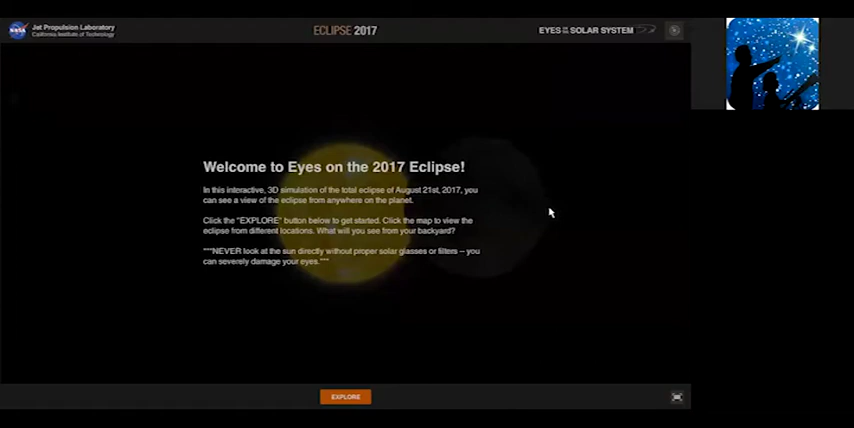 NASA
Jet Propulsion Laboratory
California Institute of Technology
ECLIPSE 2017
EYES ON THE SOLAR SYSTEM
Welcome to Eyes on the 2017 Eclipse!
In this interactive, 3D simulation of the total eclipse of August 21st, 2017, you
can see a view of the eclipse from anywhere on the planet.
Click the "EXPLORE" button below to get started. Click the map to view the
eclipse from different locations. What will you see from your backyard?
***NEVER look at the sun directly without proper solar glasses or filters – you
can severely damage your eyes.***
EXPLORE